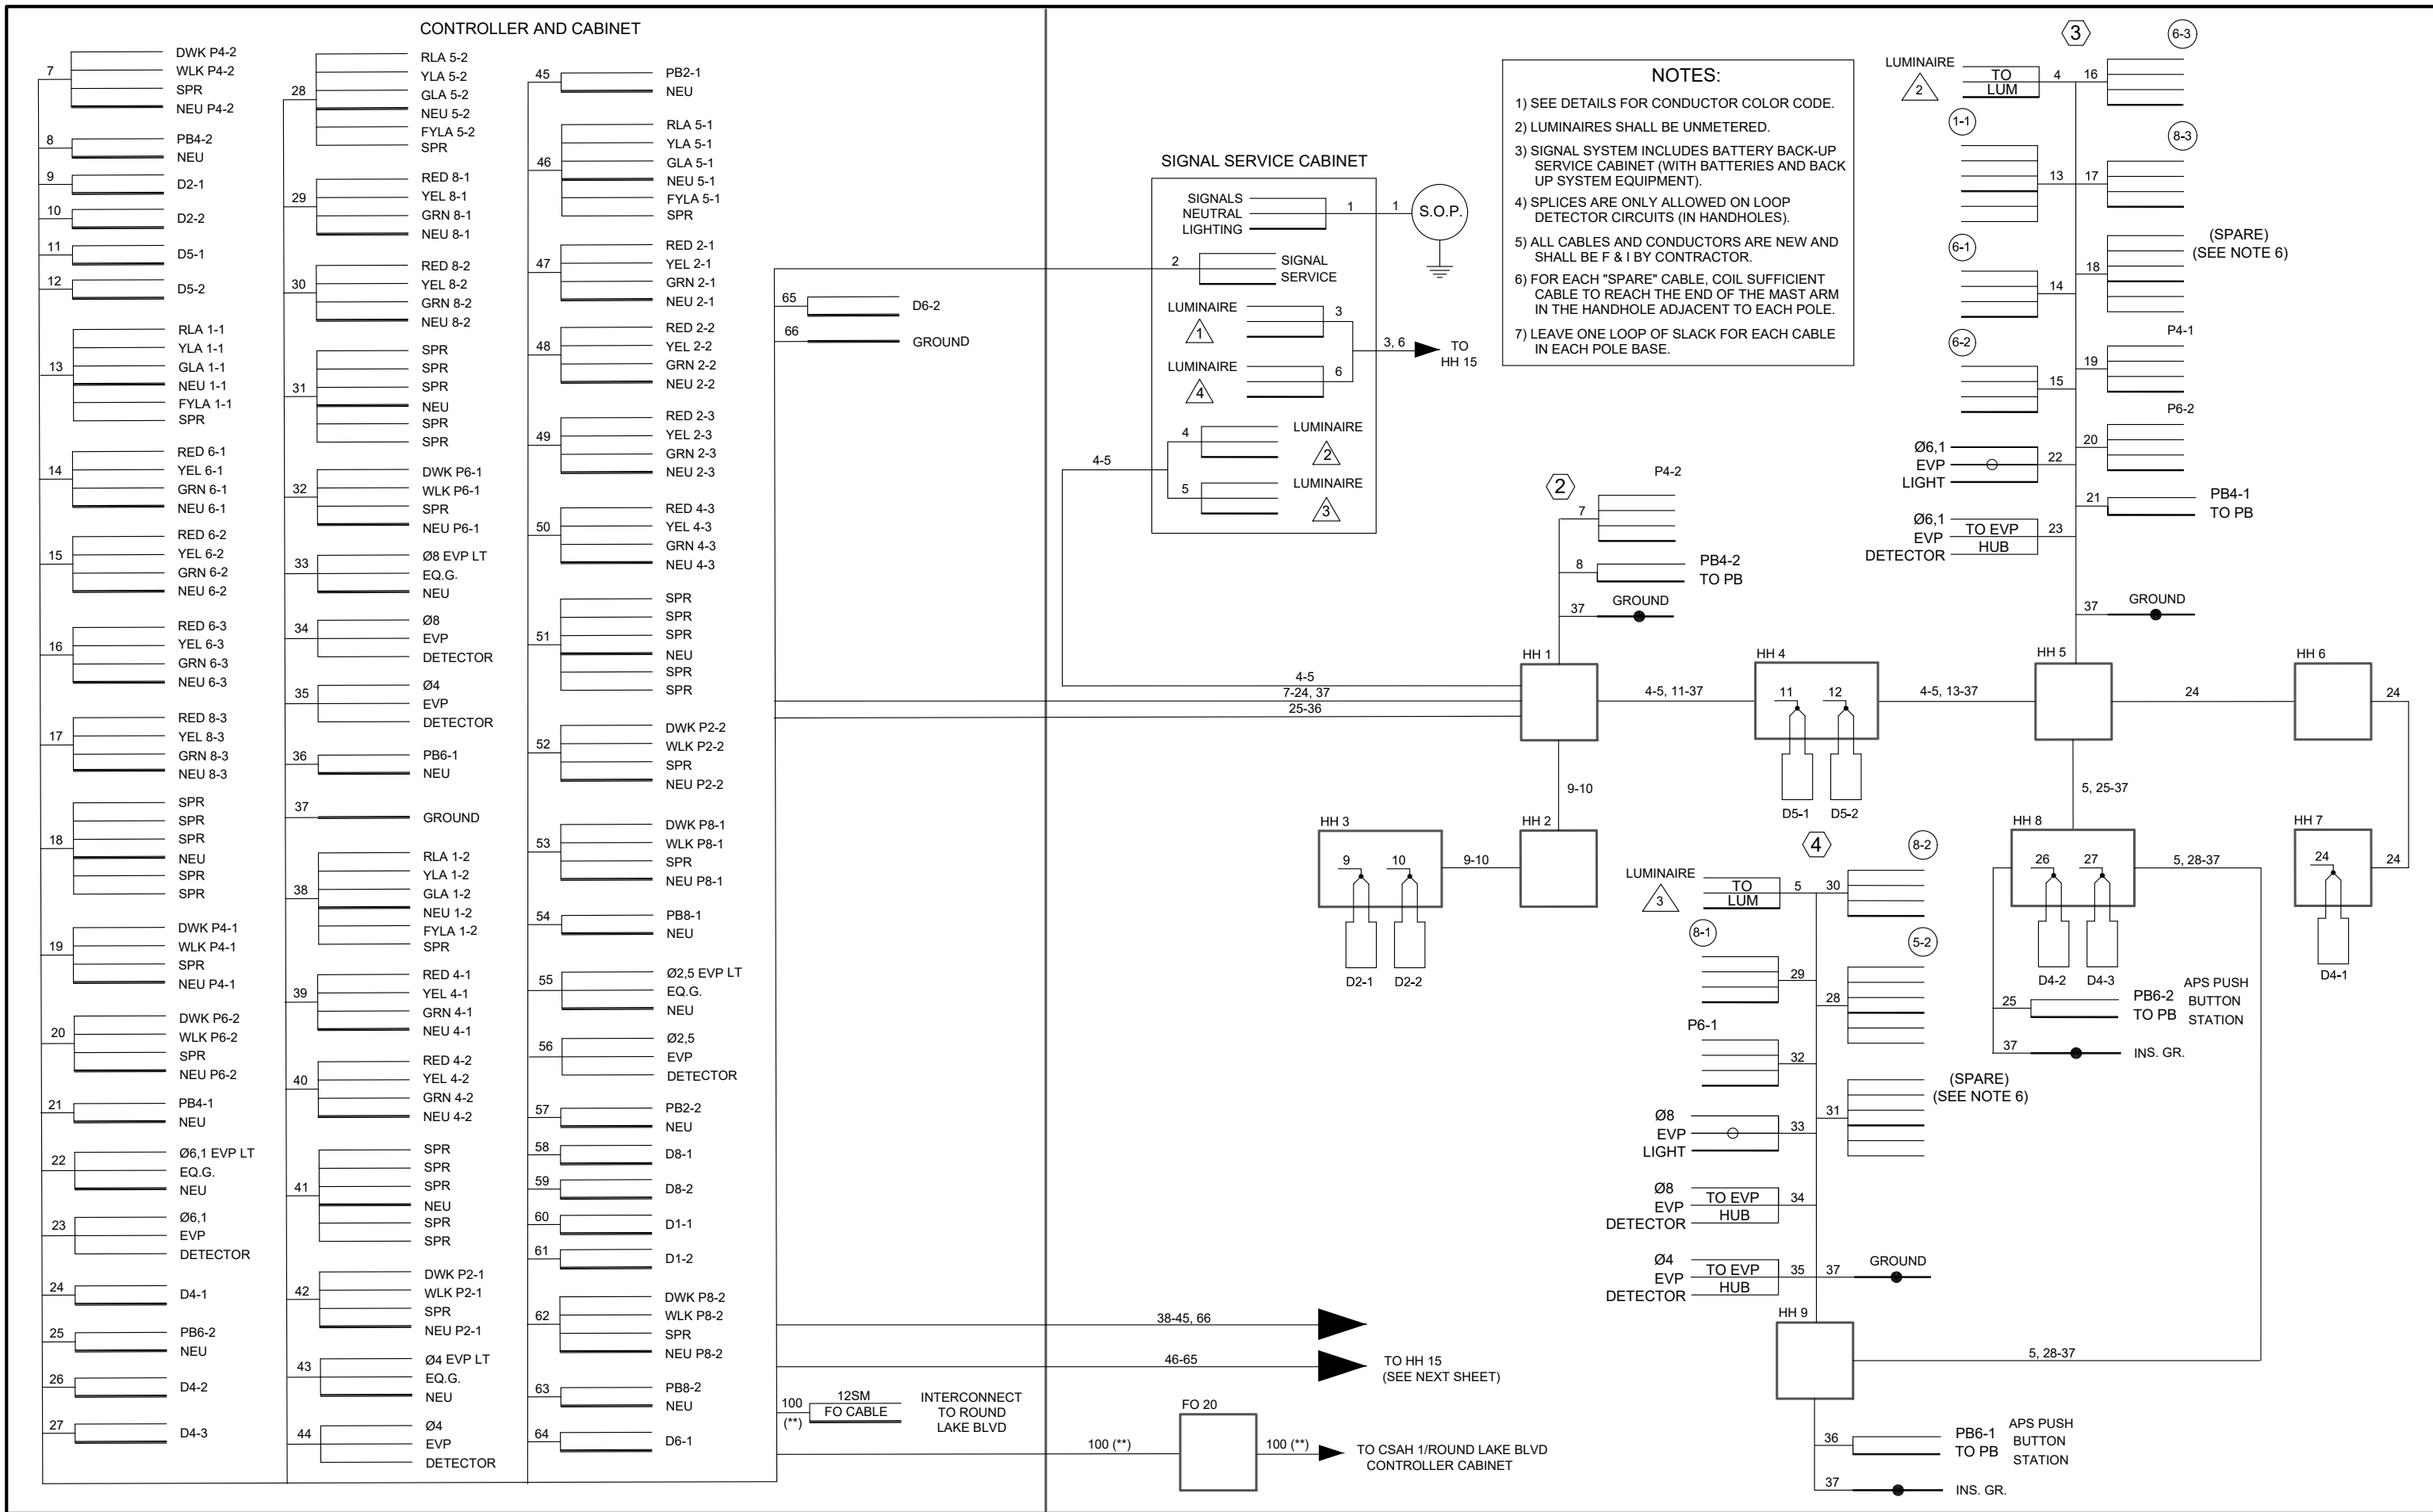 CONTROLLER AND CABINET
7
DWK P4-2
WLK P4-2
SPR
NEU P4-2
8
PB4-2
NEU
9
D2-1
10
D2-2
11
D5-1
12
D5-2
13
RLA 1-1
YLA 1-1
GLA 1-1
NEU 1-1
FYLA 1-1
SPR
14
RED 6-1
YEL 6-1
GRN 6-1
NEU 6-1
15
RED 6-2
YEL 6-2
GRN 6-2
NEU 6-2
16
RED 6-3
YEL 6-3
GRN 6-3
NEU 6-3
17
RED 8-3
YEL 8-3
GRN 8-3
NEU 8-3
18
SPR
SPR
SPR
NEU
SPR
SPR
19
DWK P4-1
WLK P4-1
SPR
NEU P4-1
20
DWK P6-2
WLK P6-2
SPR
NEU P6-2
21
PB4-1
NEU
22
Ø6,1 EVP LT
EQ.G.
NEU
23
Ø6,1
EVP
DETECTOR
24
D4-1
25
PB6-2
NEU
26
D4-2
27
D4-3
28
RLA 5-2
YLA 5-2
GLA 5-2
NEU 5-2
FYLA 5-2
SPR
29
RED 8-1
YEL 8-1
GRN 8-1
NEU 8-1
30
RED 8-2
YEL 8-2
GRN 8-2
NEU 8-2
31
SPR
SPR
SPR
NEU
SPR
SPR
32
DWK P6-1
WLK P6-1
SPR
NEU P6-1
33
Ø8 EVP LT
EQ.G.
NEU
34
Ø8
EVP
DETECTOR
35
Ø4
EVP
DETECTOR
36
PB6-1
NEU
37
GROUND
38
RLA 1-2
YLA 1-2
GLA 1-2
NEU 1-2
FYLA 1-2
SPR
39
RED 4-1
YEL 4-1
GRN 4-1
NEU 4-1
40
RED 4-2
YEL 4-2
GRN 4-2
NEU 4-2
41
SPR
SPR
SPR
NEU
SPR
SPR
42
DWK P2-1
WLK P2-1
SPR
NEU P2-1
43
Ø4 EVP LT
EQ.G.
NEU
44
Ø4
EVP
DETECTOR
45
PB2-1
NEU
46
RLA 5-1
YLA 5-1
GLA 5-1
NEU 5-1
FYLA 5-1
SPR
47
RED 2-1
YEL 2-1
GRN 2-1
NEU 2-1
48
RED 2-2
YEL 2-2
GRN 2-2
NEU 2-2
49
RED 2-3
YEL 2-3
GRN 2-3
NEU 2-3
50
RED 4-3
YEL 4-3
GRN 4-3
NEU 4-3
51
SPR
SPR
SPR
NEU
SPR
SPR
52
DWK P2-2
WLK P2-2
SPR
NEU P2-2
53
DWK P8-1
WLK P8-1
SPR
NEU P8-1
54
PB8-1
NEU
55
Ø2,5 EVP LT
EQ.G.
NEU
56
Ø2,5
EVP
DETECTOR
57
PB2-2
NEU
58
D8-1
59
D8-2
60
D1-1
61
D1-2
62
DWK P8-2
WLK P8-2
SPR
NEU P8-2
63
PB8-2
NEU
64
D6-1
65
D6-2
66
GROUND
100
(**)
12SM
FO CABLE
INTERCONNECT
TO ROUND
LAKE BLVD
SIGNAL SERVICE CABINET
SIGNALS
NEUTRAL
LIGHTING
1
1
S.O.P.
2
SIGNAL
SERVICE
LUMINAIRE
1
3
LUMINAIRE
4
6
3, 6
TO
HH 15
4
LUMINAIRE
2
5
LUMINAIRE
3
4-5
NOTES:
1) SEE DETAILS FOR CONDUCTOR COLOR CODE.
2) LUMINAIRES SHALL BE UNMETERED.
3) SIGNAL SYSTEM INCLUDES BATTERY BACK-UP
SERVICE CABINET (WITH BATTERIES AND BACK
UP SYSTEM EQUIPMENT).
4) SPLICES ARE ONLY ALLOWED ON LOOP
DETECTOR CIRCUITS (IN HANDHOLES).
5) ALL CABLES AND CONDUCTORS ARE NEW AND
SHALL BE F & I BY CONTRACTOR.
6) FOR EACH "SPARE" CABLE, COIL SUFFICIENT
CABLE TO REACH THE END OF THE MAST ARM
IN THE HANDHOLE ADJACENT TO EACH POLE.
7) LEAVE ONE LOOP OF SLACK FOR EACH CABLE
IN EACH POLE BASE.
3
6-3
LUMINAIRE
2
TO
LUM
4
16
1-1
13
8-3
17
6-1
14
(SPARE)
(SEE NOTE 6)
18
6-2
15
P4-1
19
P6-2
20
Ø6,1
EVP
LIGHT
22
21
PB4-1
TO PB
Ø6,1
EVP
DETECTOR
TO EVP
HUB
23
37
GROUND
2
P4-2
7
8
PB4-2
TO PB
37
GROUND
HH 1
4-5
7-24, 37
25-36
4-5, 11-37
HH 4
11
12
D5-1
D5-2
4-5, 13-37
HH 5
24
HH 6
24
9-10
HH 2
9-10
HH 3
9
10
D2-1
D2-2
5, 25-37
HH 8
26
27
D4-2
D4-3
5, 28-37
HH 7
24
24
D4-1
25
PB6-2
TO PB
APS PUSH
BUTTON
STATION
37
INS. GR.
4
8-2
LUMINAIRE
3
TO
LUM
5
30
8-1
29
5-2
28
P6-1
32
(SPARE)
(SEE NOTE 6)
31
Ø8
EVP
LIGHT
33
Ø8
EVP
DETECTOR
TO EVP
HUB
34
Ø4
EVP
DETECTOR
TO EVP
HUB
35
37
GROUND
HH 9
5, 28-37
36
PB6-1
TO PB
APS PUSH
BUTTON
STATION
37
INS. GR.
38-45, 66
46-65
TO HH 15
(SEE NEXT SHEET)
FO 20
100 (**)
100 (**)
TO CSAH 1/ROUND LAKE BLVD
CONTROLLER CABINET